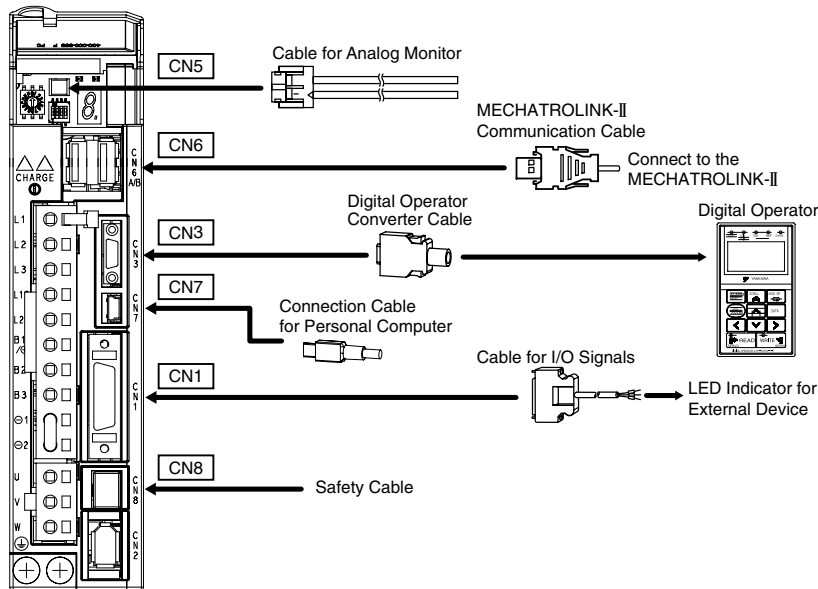 CN5
Cable for Analog Monitor
CN6
MECHATROLINK-Ⅱ
Communication Cable
Connect to the
MECHATROLINK-Ⅱ
CN3
Digital Operator
Converter Cable
Digital Operator
CN7
Connection Cable
for Personal Computer
CN1
Cable for I/O Signals
LED Indicator for
External Device
CN8
Safety Cable
CHARGE
CN6
A/B
L1
L2
L3
L1
L2
B1
B2
B3
⊖1
⊖2
U
V
W
CN3
CN7
CN1
CN8
CN2
YASKAWA
DATA
READ
WRITE